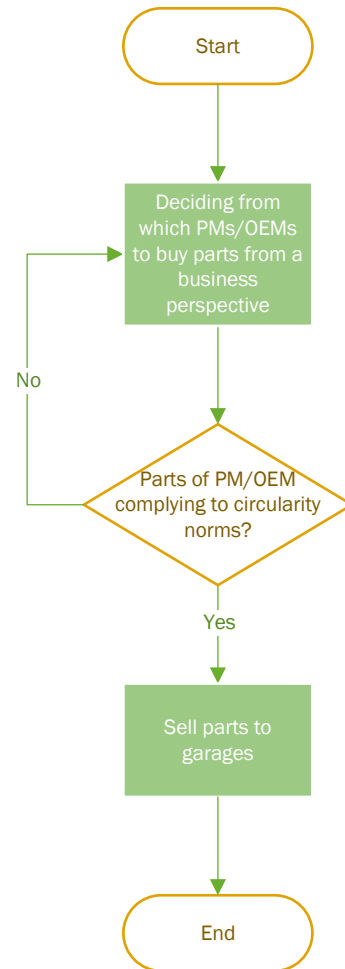 Start
Deciding from
which PMs/OEMs
to buy parts from a
business
perspective
No
Parts of PM/OEM
complying to circularity
norms?
Yes
Sell parts to
garages
End